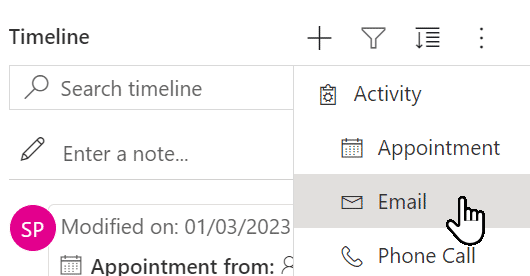 Timeline
Search timeline
Enter a note...
SP
Modified on: 01/03/2023
Appointment from:
Activity
Appointment
Email
Phone Call